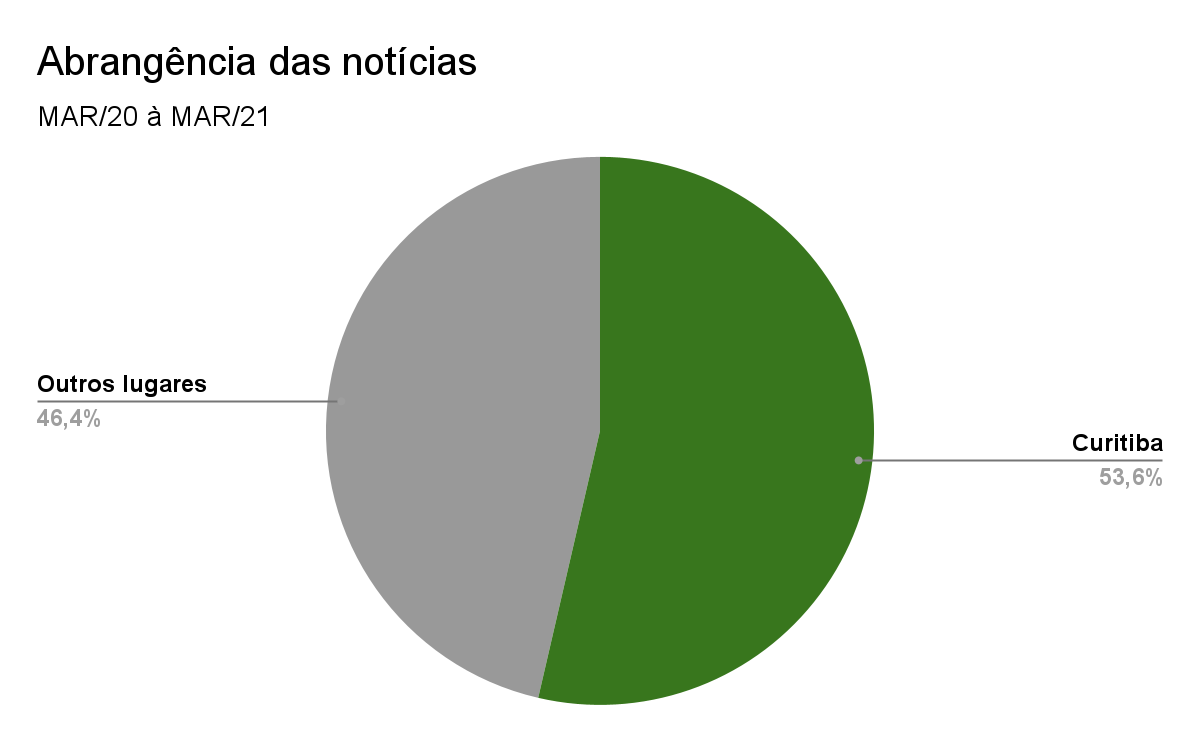 Abrangência das notícias
MAR/20 à MAR/21
Outros lugares
46,4%
Curitiba
53,6%